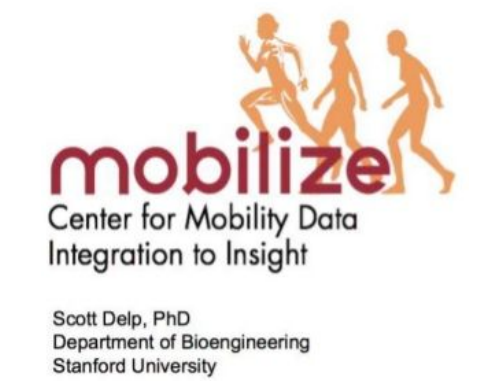 mobilize
Center for Mobility Data
Integration to Insight
Scott Delp, PhD
Department of Bioengineering
Stanford University